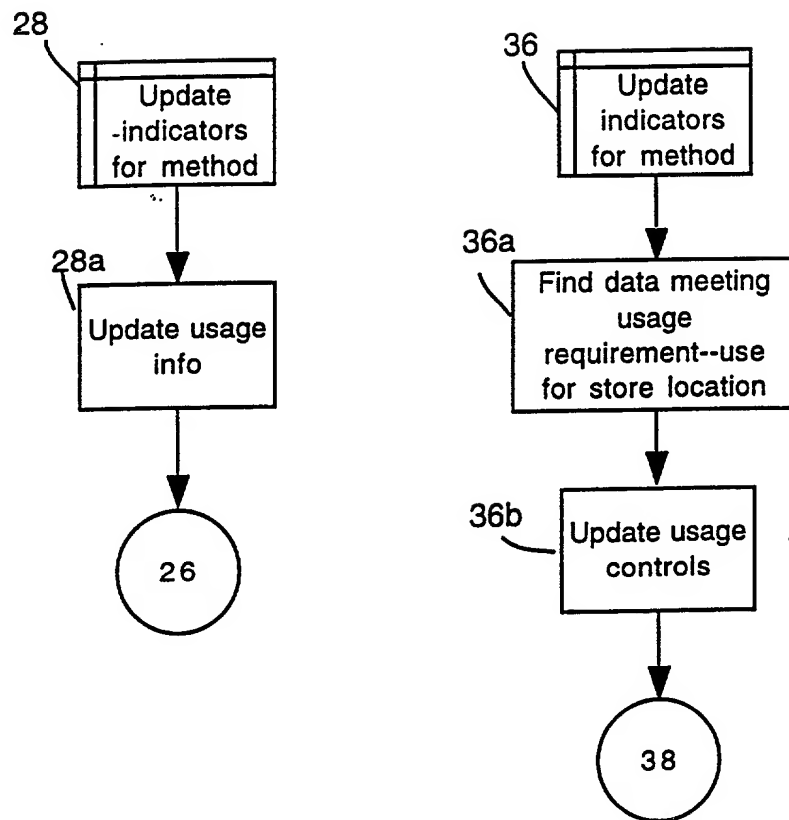 28
Update
-indicators
for method
28a
Update usage
info
26
36
Update
indicators
for method
36a
Find data meeting
usage
requirement--use
for store location
36b
Update usage
controls
38